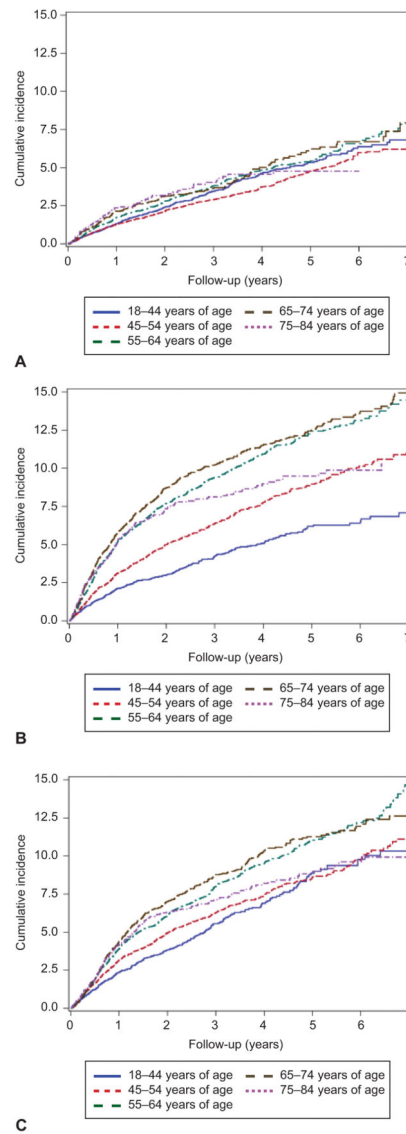 15.0
12.5
10.0
7.5
5.0
2.5
0.0
Cumulative incidence
0 1 2 3 4 5 6 7
Follow-up (years)
18–44 years of age 65–74 years of age
45–54 years of age 75–84 years of age
55–64 years of age
A
15.0
12.5
10.0
7.5
5.0
2.5
0.0
Cumulative incidence
0 1 2 3 4 5 6 7
Follow-up (years)
18–44 years of age 65–74 years of age
45–54 years of age 75–84 years of age
55–64 years of age
B
15.0
12.5
10.0
7.5
5.0
2.5
0.0
Cumulative incidence
0 1 2 3 4 5 6
Follow-up (years)
18–44 years of age 65–74 years of age
45–54 years of age 75–84 years of age
55–64 years of age
C